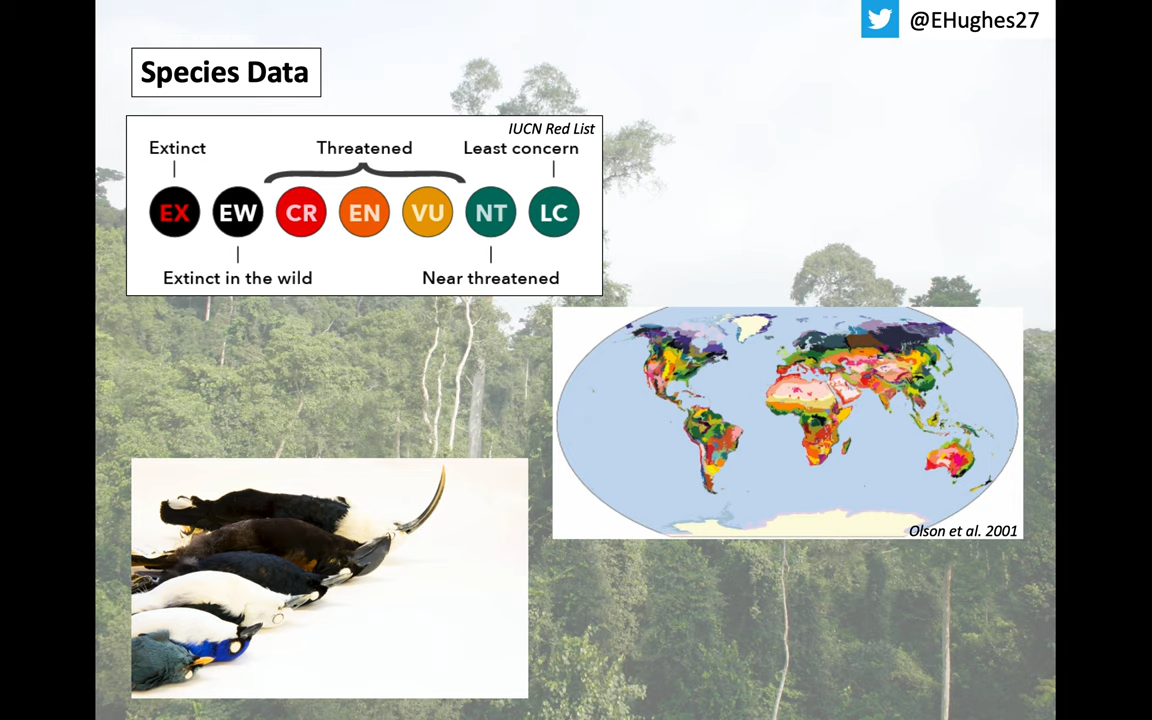 @EHughes27
Species Data
IUCN Red List
Extinct
Threatened
Least concern
EX EW CR EN VU NT LC
Extinct in the wild
Near threatened
Olson et al. 2001